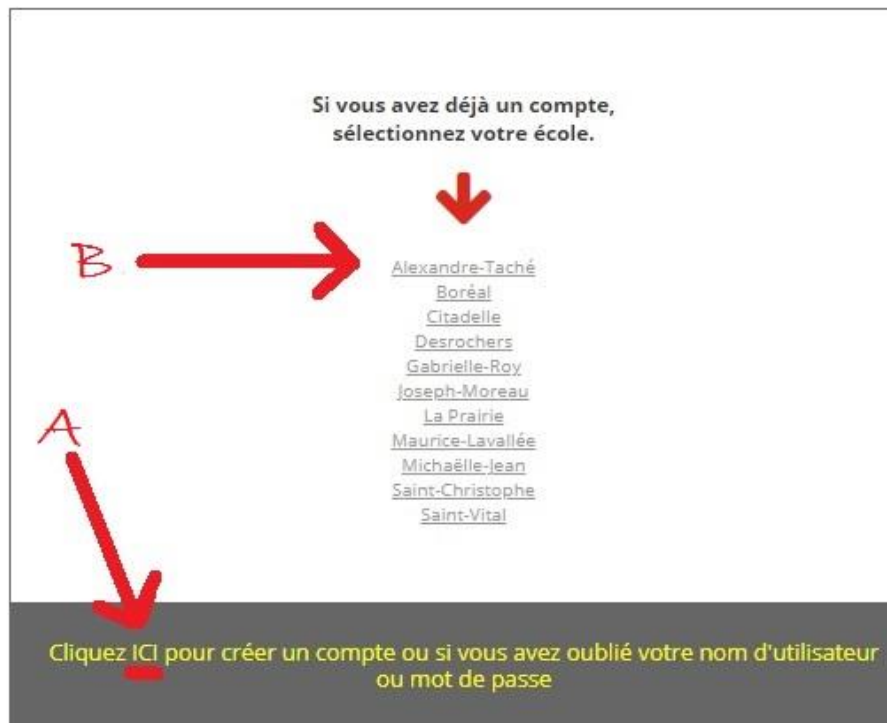 Si vous avez déjà un compte,
sélectionnez votre école.
B
Alexandre-Taché
Boréal
Citadelle
Desrochers
Gabrielle-Roy
Joseph-Moreau
La Prairie
Maurice-Lavallée
Michaëlle-Jean
Saint-Christophe
Saint-Vital
A
Cliquez ICI pour créer un compte ou si vous avez oublié votre nom d'utilisateur
ou mot de passe